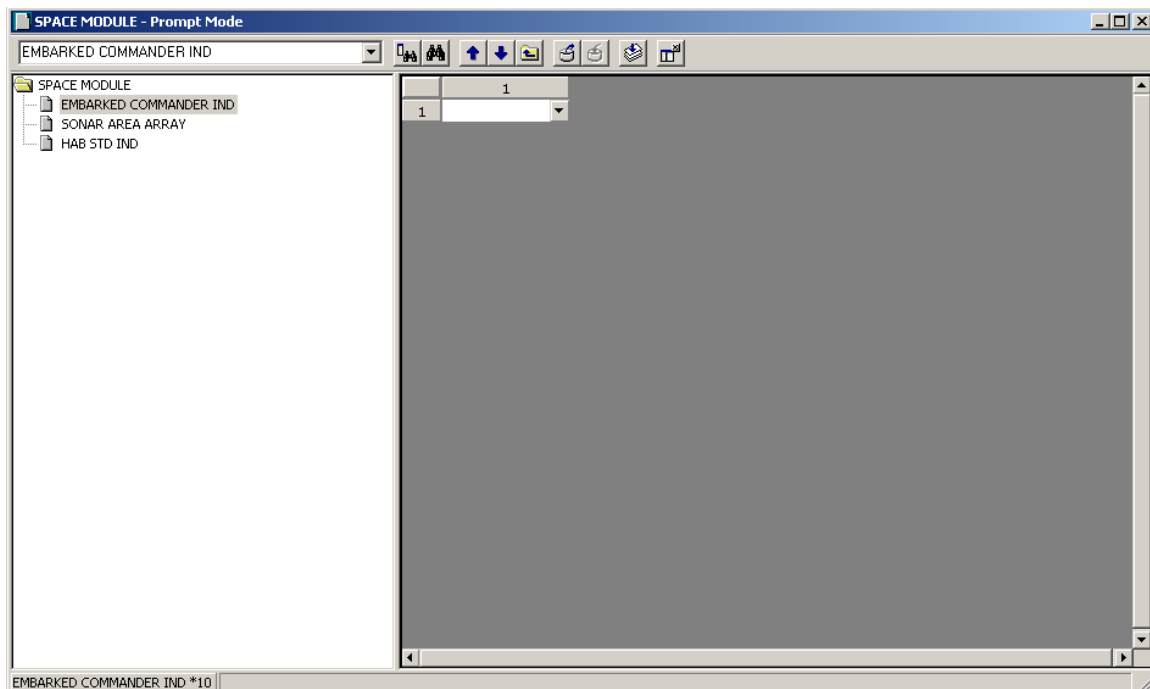 SPACE MODULE - Prompt Mode
EMBARKED COMMANDER IND
SPACE MODULE
EMBARKED COMMANDER IND
SONAR AREA ARRAY
HAB STD IND
1
1
EMBARKED COMMANDER IND *10